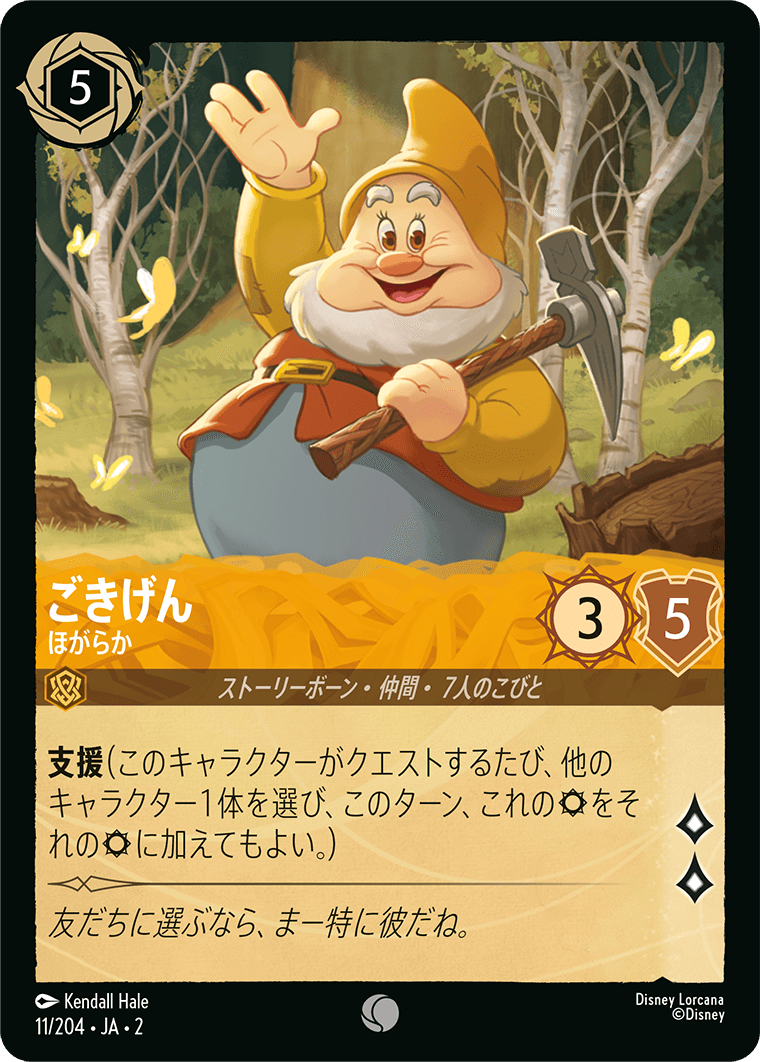 5
ごきげん
ほがらか
3
5
ストーリーボーン・仲間・7人のこびと
支援(このキャラクターがクエストするたび、他の
キャラクター1体を選び、このターン、これの をそ
れの に加えてもよい。)
友だちに選ぶなら、まー特に彼だね。
Kendall Hale
11/204・JA・2
Disney Lorcana
©Disney